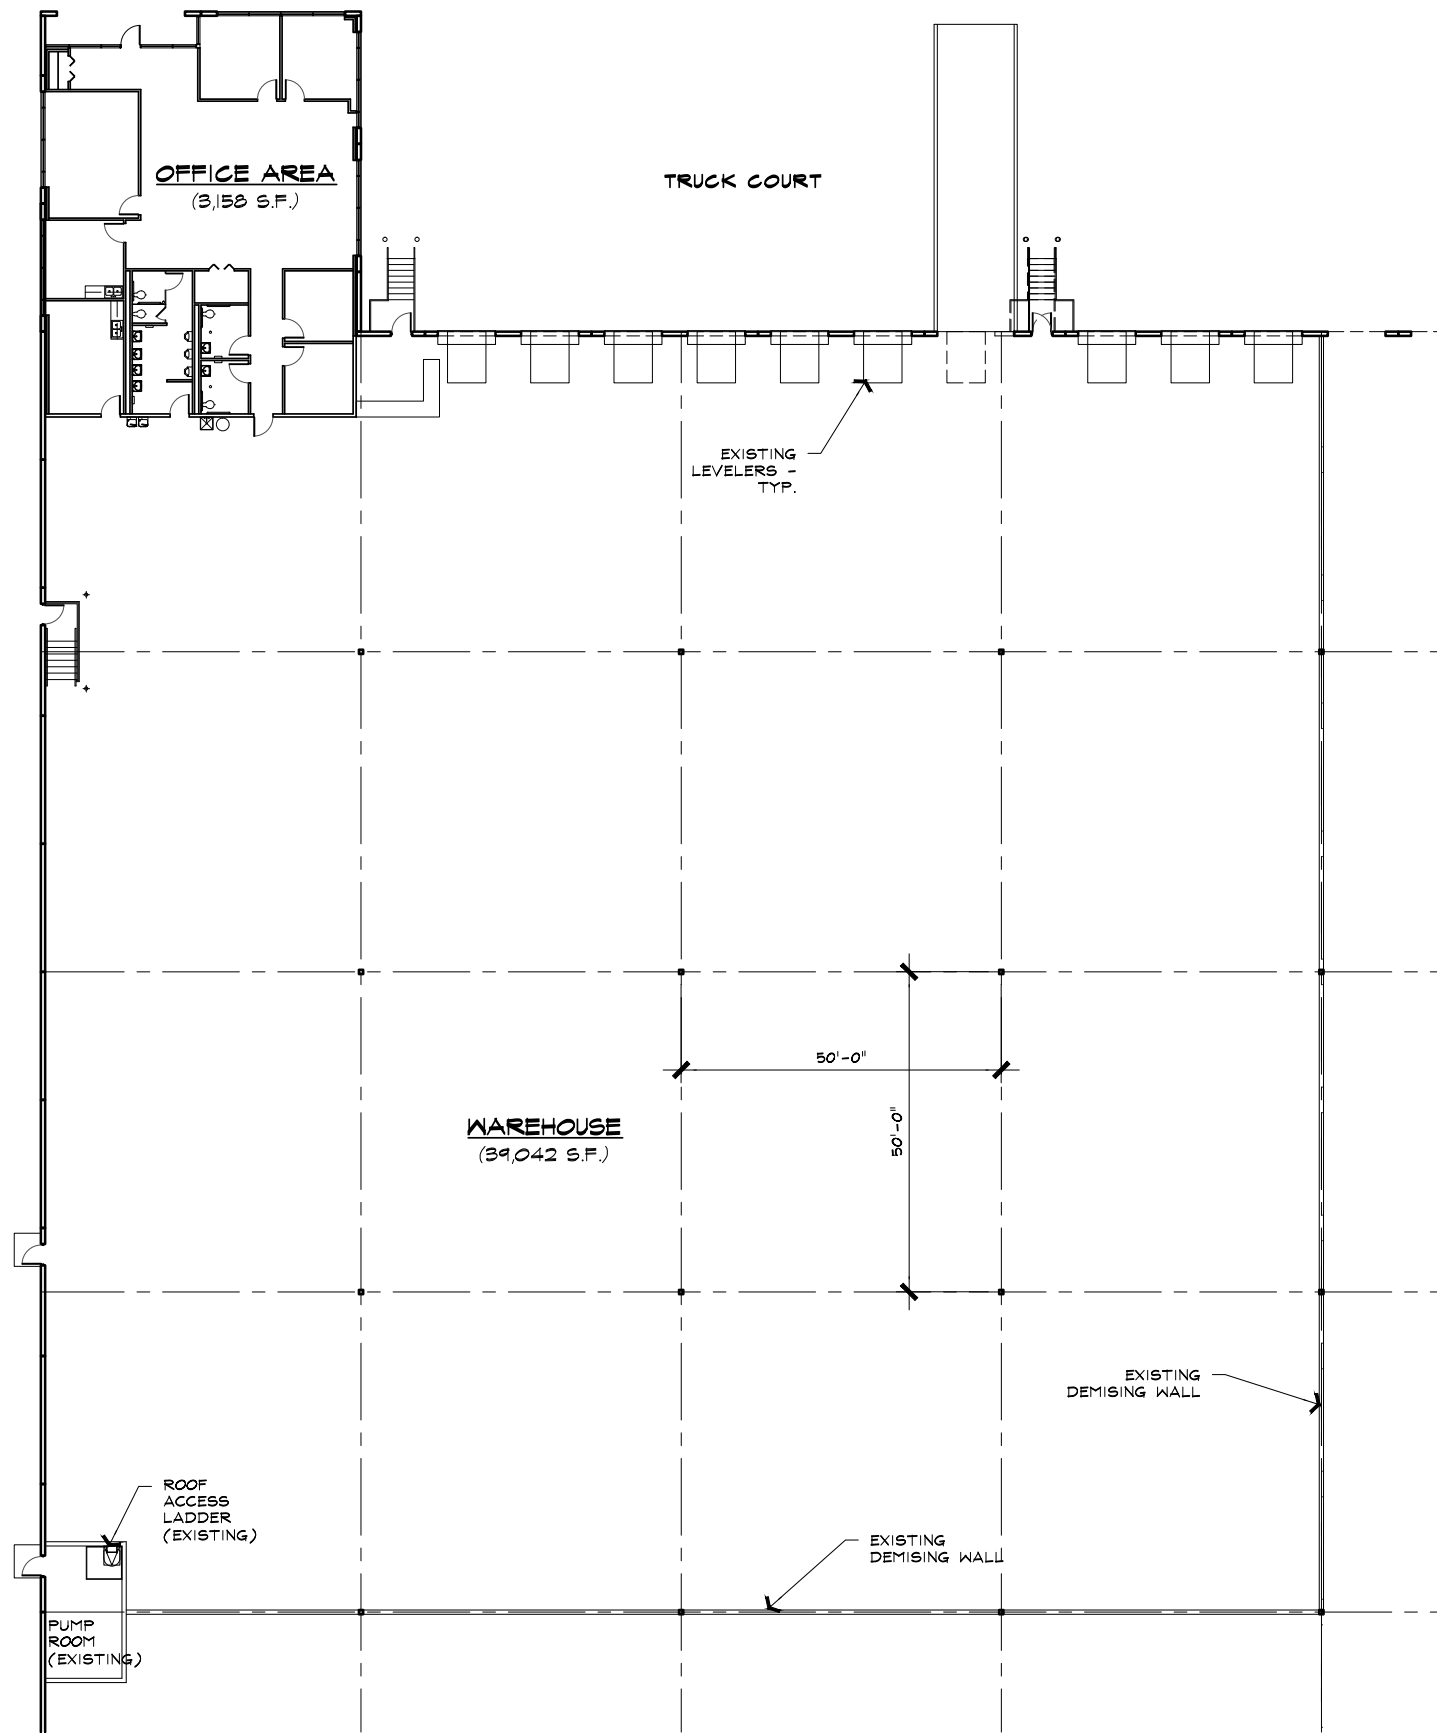 OFFICE AREA
(3,158 S.F.)
TRUCK COURT
EXISTING
LEVELERS -
TYP.
50'-0"
50'-0"
WAREHOUSE
(39,042 S.F.)
EXISTING
DEMISING WALL
ROOF
ACCESS
LADDER
(EXISTING)
EXISTING
DEMISING WALL
PUMP
ROOM
(EXISTING)